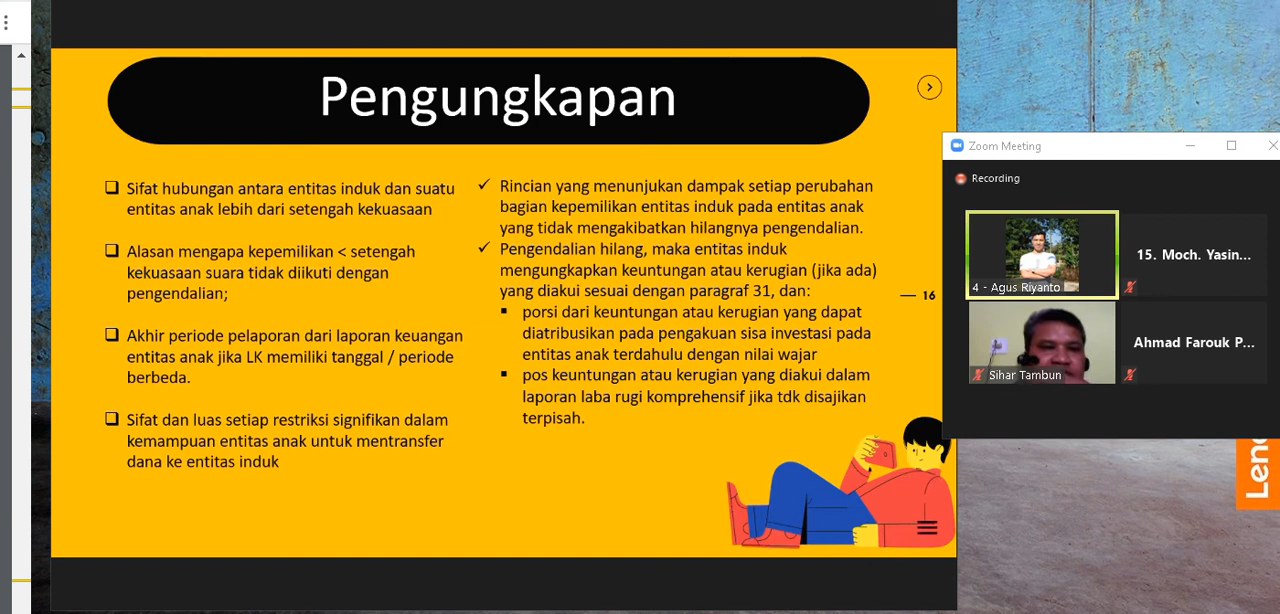 Pengungkapan
Sifat hubungan antara entitas induk dan suatu
entitas anak lebih dari setengah kekuasaan
Alasan mengapa kepemilikan < setengah
kekuasaan suara tidak diikuti dengan
pengendalian;
Akhir periode pelaporan dari laporan keuangan
entitas anak jika LK memiliki tanggal / periode
berbeda.
Sifat dan luas setiap restriksi signifikan dalam
kemampuan entitas anak untuk mentransfer
dana ke entitas induk
Rincian yang menunjukan dampak setiap perubahan
bagian kepemilikan entitas induk pada entitas anak
yang tidak mengakibatkan hilangnya pengendalian.
Pengendalian hilang, maka entitas induk
mengungkapkan keuntungan atau kerugian (jika ada)
yang diakui sesuai dengan paragraf 31, dan:
porsi dari keuntungan atau kerugian yang dapat
diatribusikan pada pengakuan sisa investasi pada
entitas anak terdahulu dengan nilai wajar
pos keuntungan atau kerugian yang diakui dalam
laporan laba rugi komprehensif jika tdk disajikan
terpisah.
— 16
Zoom Meeting
Recording
4 - Agus Riyanto
15. Moch. Yasin...
Sihar Tambun
Ahmad Farouk P...